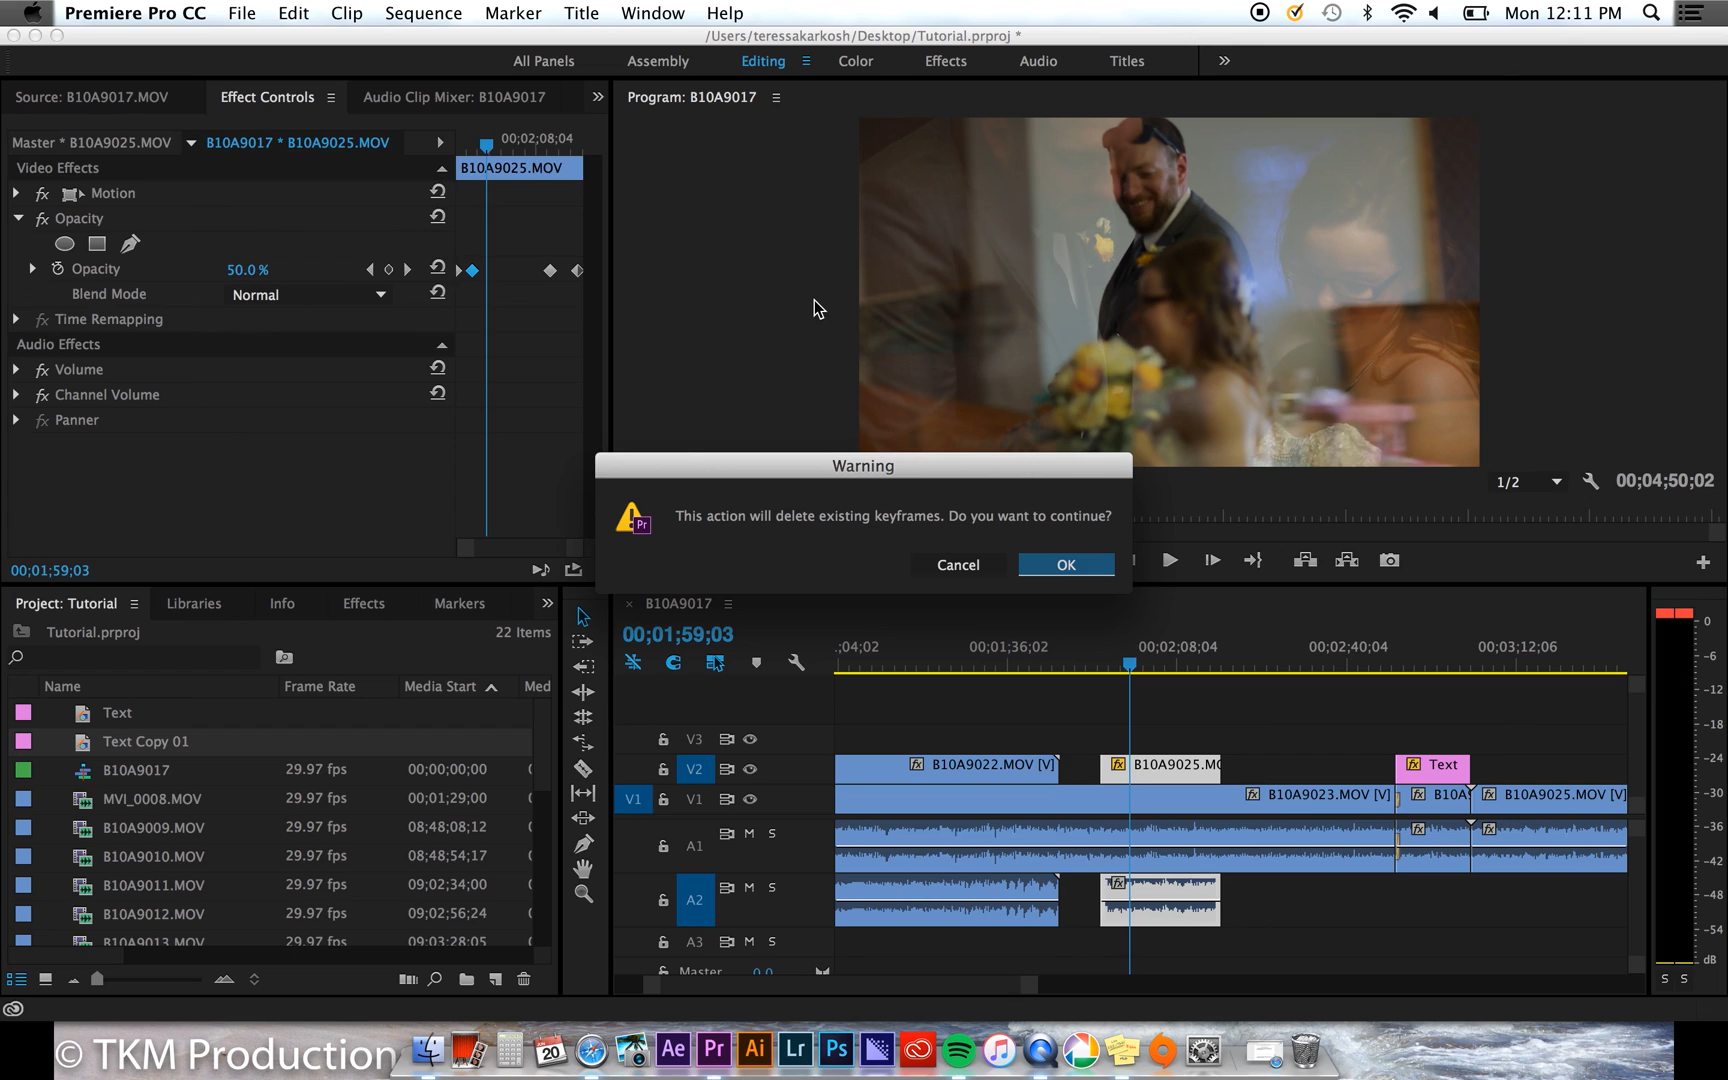 Premiere Pro CC File Edit Clip Sequence Marker Title Window Help Mon 12:11 PM
/Users/teressakarkosh/Desktop/Tutorial.prproj *
All Panels Assembly Editing Color Effects Audio Titles
Source: B10A9017.MOV Effect Controls Audio Clip Mixer: B10A9017
Program: B10A9017
Master * B10A9025.MOV B10A9017 * B10A9025.MOV 00;02;08;04
Video Effects B10A9025.MOV
fx Motion
fx Opacity
Opacity 50.0 %
Blend Mode Normal
fx Time Remapping
Audio Effects
fx Volume
fx Channel Volume
fx Panner
00;01;59;03
1/2 00;04;50;02
Warning
This action will delete existing keyframes. Do you want to continue?
Pr
Cancel OK
Project: Tutorial Libraries Info Effects Markers
Tutorial.prproj 22 Items
Name Frame Rate Media Start Med
Text
Text Copy 01
B10A9017 29.97 fps 00;00;00;00
MVI_0008.MOV 29.97 fps 00;01;29;00
B10A9009.MOV 29.97 fps 08;48;08;12
B10A9010.MOV 29.97 fps 08;48;54;17
B10A9011.MOV 29.97 fps 09;02;34;00
B10A9012.MOV 29.97 fps 09;02;56;24
B10A9013.MOV 29.97 fps 09;03;28;05
× B10A9017
00;01;59;03
;04;02 00;01;36;02 00;02;08;04 00;02;40;04 00;03;12;06
V3
V2 fx B10A9022.MOV [V] fx B10A9025.MO fx Text
V1 V1 fx B10A9023.MOV [V] fx B10A9 fx B10A9025.MOV [V]
A1 M S fx fx
A2 M S fx
A3 M S
Master 0.0
0
-6
-12
-18
-24
-30
-36
-42
-48
-54
dB
S S
© TKM Production
20
Ae Pr Ai Lr Ps